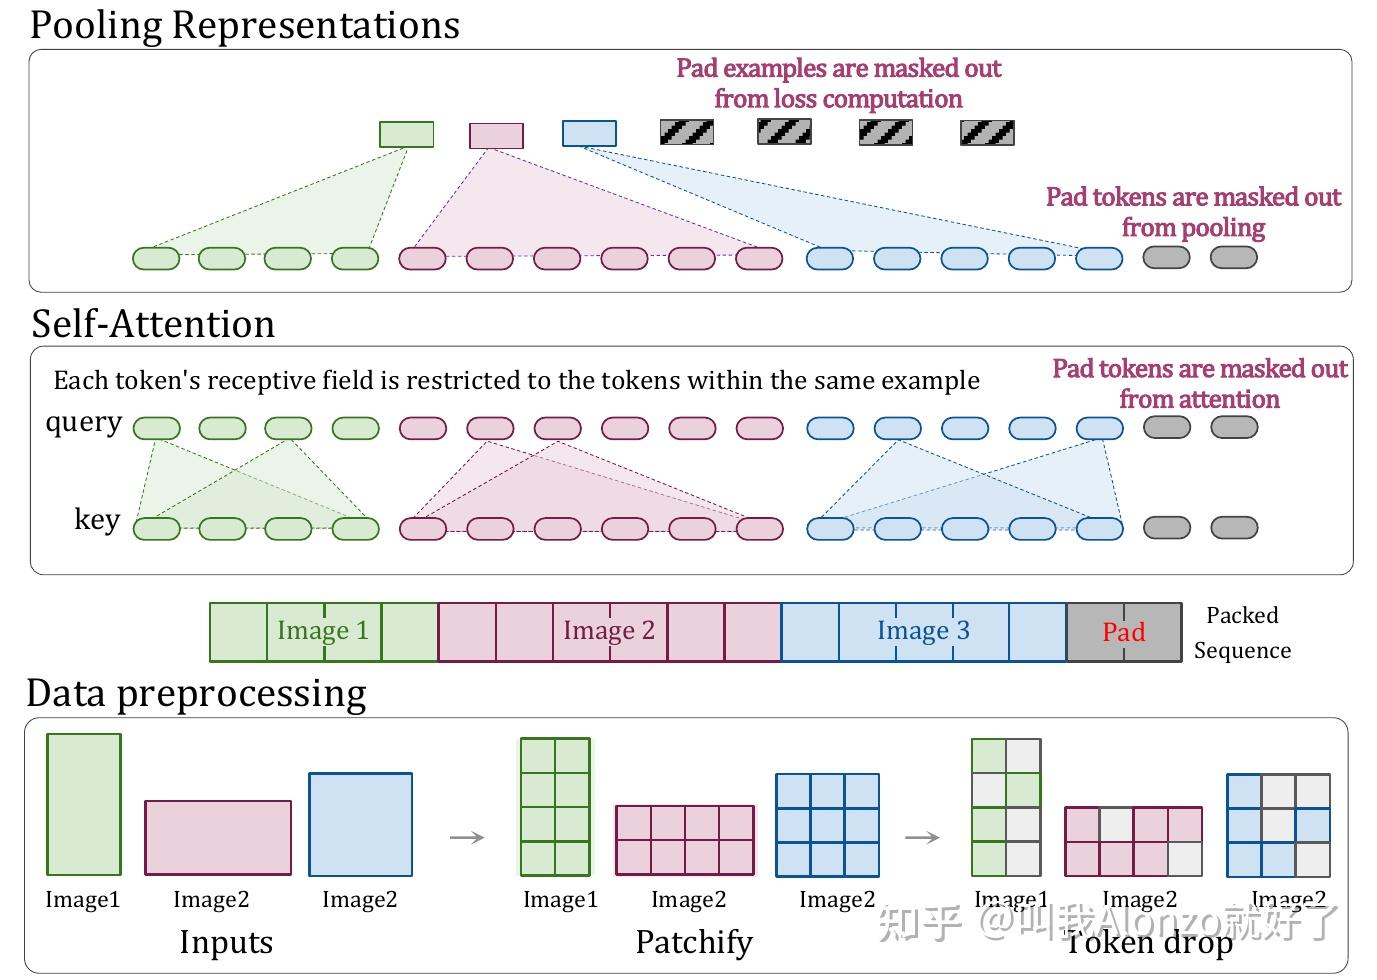 Pooling Representations
Pad examples are masked out
from loss computation
Pad tokens are masked out
from pooling
Self-Attention
Each token's receptive field is restricted to the tokens within the same example
Pad tokens are masked out
from attention
query
key
Image 1
Image 2
Image 3
Pad
Packed
Sequence
Data preprocessing
Image1
Image2
Image2
Image1
Image2
Image2
Image1
Image2
Image2
Inputs
Patchify
Token drop
知乎 @叫我Alonzo就好了